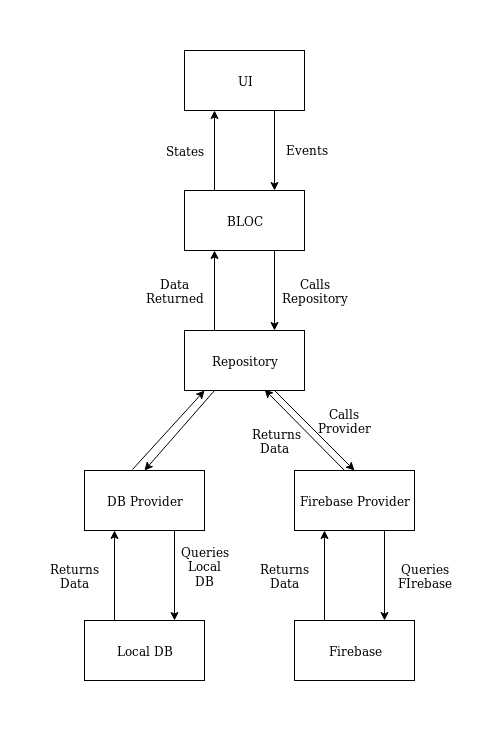 UI
States
Events
BLOC
Data
Returned
Calls
Repository
Repository
Calls
Provider
Returns
Data
DB Provider
Firebase Provider
Returns
Data
Queries
Local
DB
Returns
Data
Queries
FIrebase
Local DB
Firebase